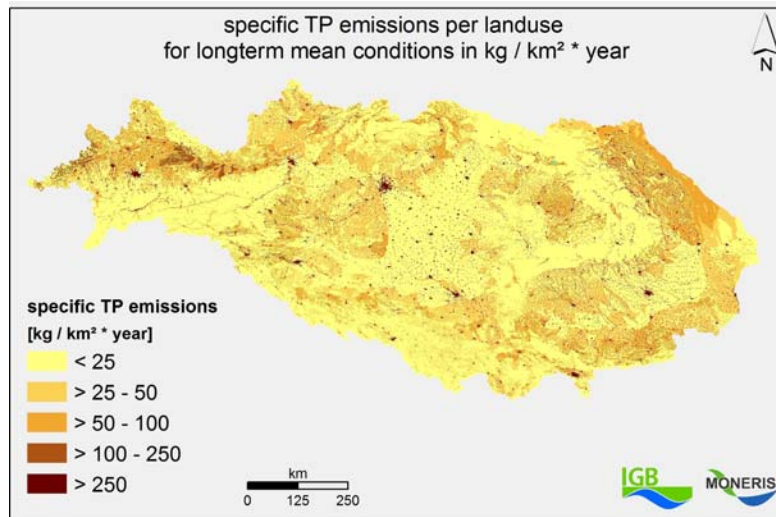 specific TP emissions per landuse
for longterm mean conditions in kg / km² * year
N
specific TP emissions
[kg / km² * year]
< 25
> 25 - 50
> 50 - 100
> 100 - 250
> 250
km
0 125 250
IGB
MONERIS